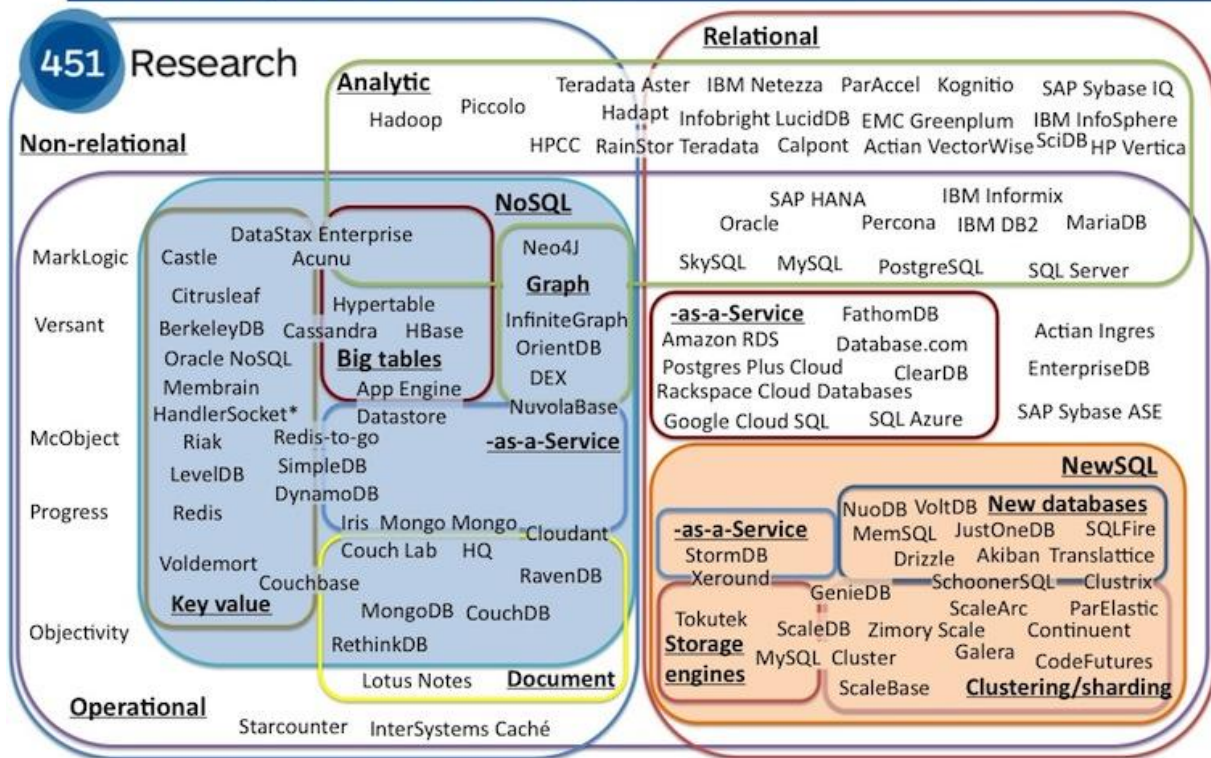 451 Research
Relational
Analytic
Teradata Aster IBM Netezza ParAccel Kognitio SAP Sybase IQ
Hadoop Piccolo Hadapt Infobright LucidDB EMC Greenplum IBM InfoSphere
Non-relational
HPCC RainStor Teradata Calpont Actian VectorWise SciDB HP Vertica
NoSQL
SAP HANA IBM Informix
Oracle Percona IBM DB2 MariaDB
SkySQL MySQL PostgreSQL SQL Server
MarkLogic
Versant
McObject
Progress
Objectivity
DataStax Enterprise
Castle Acunu
Citrusleaf
BerkeleyDB Cassandra
Oracle NoSQL
Membrain
HandlerSocket*
Riak Redis-to-go
LevelDB SimpleDB
DynamoDB
Redis
Voldemort
Couchbase
Key value
Hypertable
HBase
Big tables
App Engine
Datastore
Neo4J
Graph
InfiniteGraph
OrientDB
DEX
NuvolaBase
-as-a-Service
Iris Mongo Mongo Cloudant
Couch Lab HQ
RavenDB
MongoDB CouchDB
RethinkDB
Lotus Notes Document
Operational
Starcounter InterSystems Caché
-as-a-Service FathomDB
Amazon RDS Database.com
Postgres Plus Cloud ClearDB
Rackspace Cloud Databases
Google Cloud SQL SQL Azure
Actian Ingres
EnterpriseDB
SAP Sybase ASE
NewSQL
-as-a-Service
StormDB
Xeround
NuoDB VoltDB New databases
MemSQL JustOneDB SQLFire
Drizzle Akiban Translattice
SchoonerSQL Clustrix
GenieDB ScaleArc ParElastic
Tokutek ScaleDB Zimory Scale Continuent
Storage
engines
MySQL Cluster Galera CodeFutures
ScaleBase Clustering/sharding